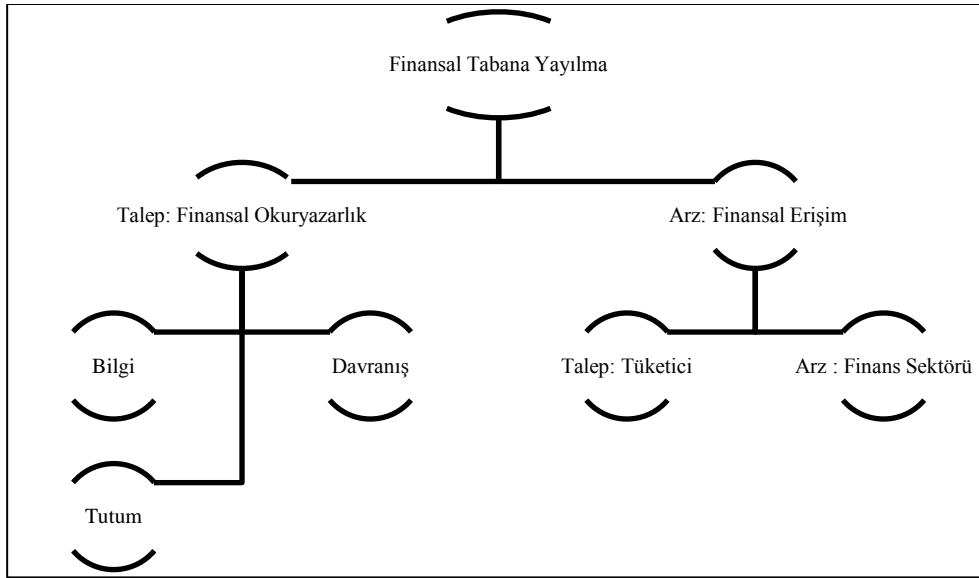 Finansal Tabana Yayılma
Talep: Finansal Okuryazarlık
Arz: Finansal Erişim
Bilgi
Davranış
Talep: Tüketici
Arz : Finans Sektörü
Tutum